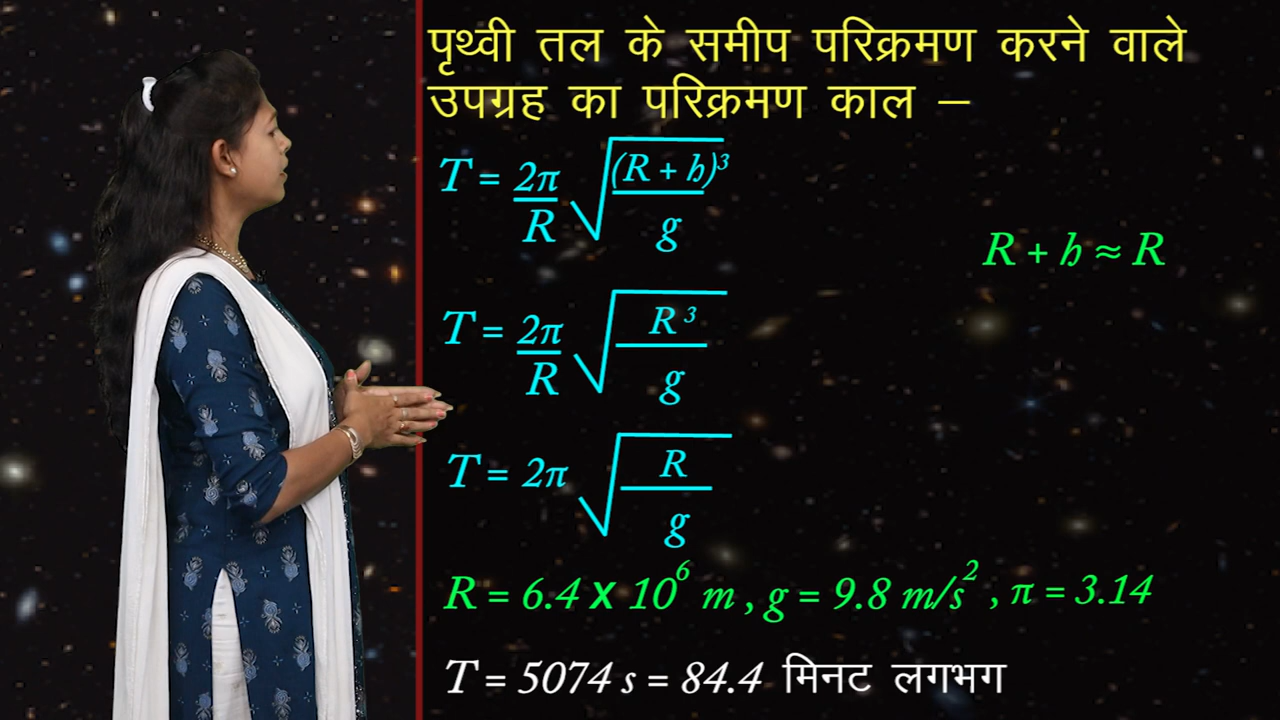 पृथ्वी तल के समीप परिक्रमण करने वाले
उपग्रह का परिक्रमण काल –
T = 2π/R √((R + h)³/g)
R + h ≈ R
T = 2π/R √(R³/g)
T = 2π √(R/g)
R = 6.4 x 10⁶ m , g = 9.8 m/s² , π = 3.14
T = 5074 s = 84.4 मिनट लगभग